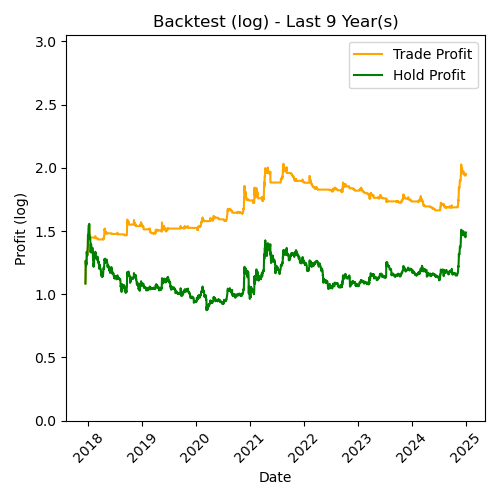 Backtest (log) - Last 9 Year(s)
Profit (log)
3.0
2.5
2.0
1.5
1.0
0.5
0.0
Trade Profit
Hold Profit
2018 2019 2020 2021 2022 2023 2024 2025
Date